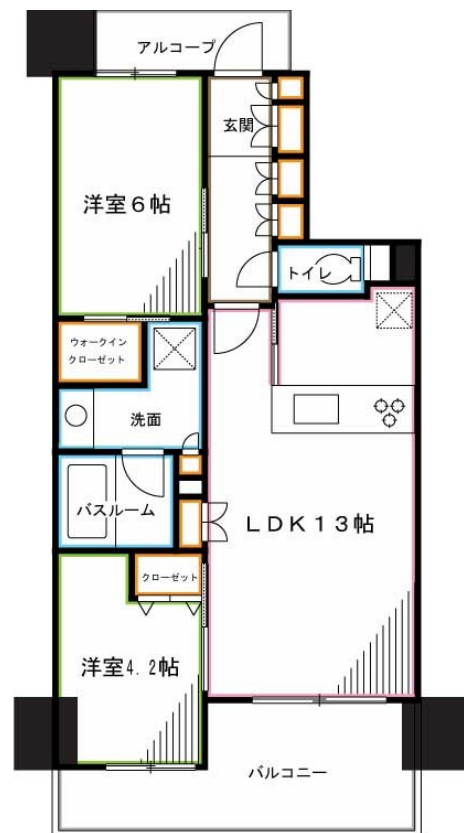 アルコープ
玄関
洋室6帖
トイレ
ウォークイン
クローゼット
洗面
バスルーム
LDK13帖
クローゼット
洋室4.2帖
バルコニー